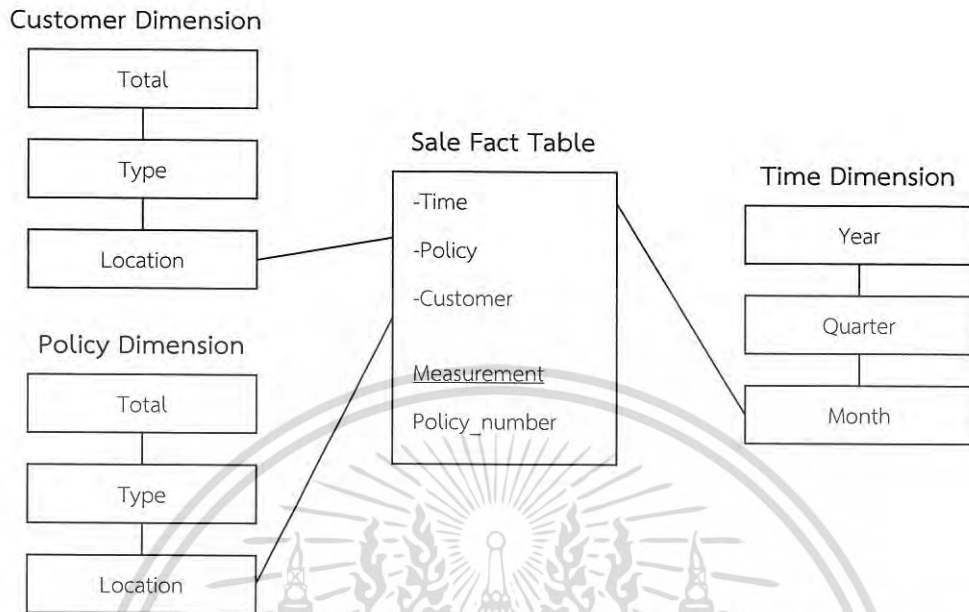 Customer Dimension
Total
Type
Location
Policy Dimension
Total
Type
Location
Sale Fact Table
-Time
-Policy
-Customer
Measurement
Policy_number
Time Dimension
Year
Quarter
Month